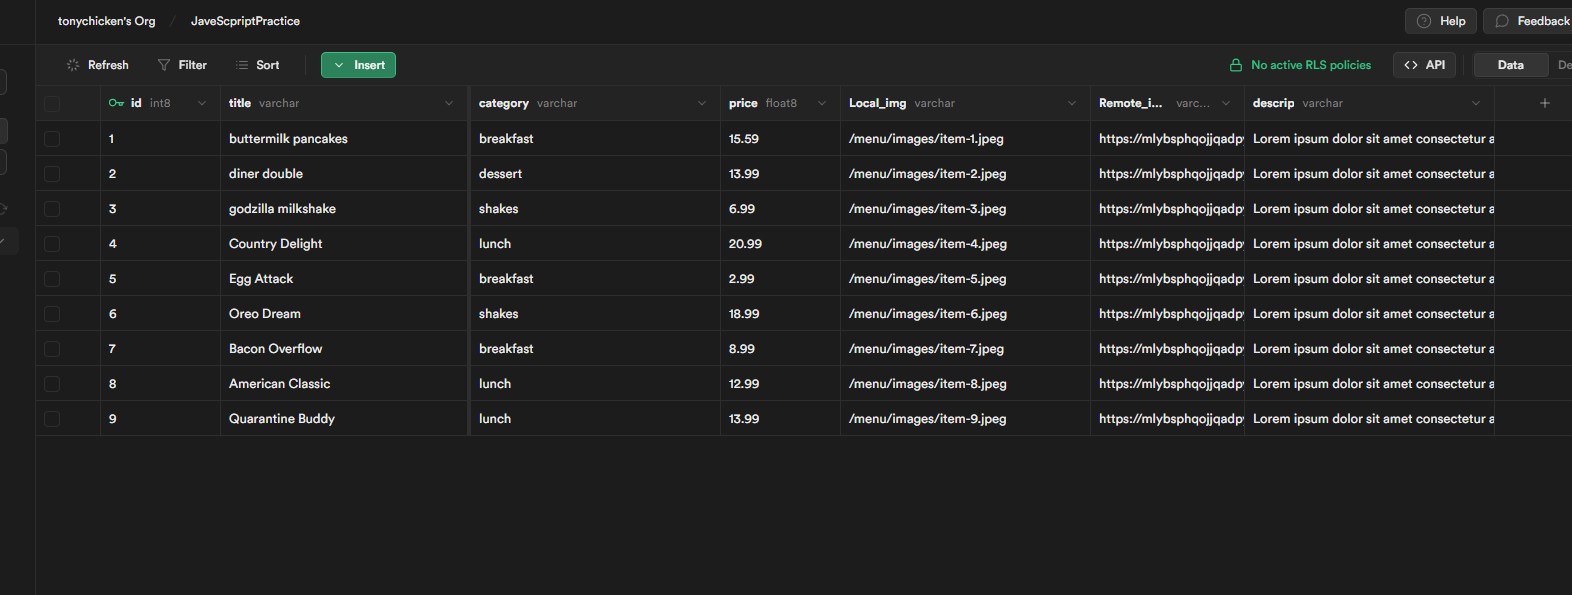 tonychicken's Org / JaveScpriptPractice Help Feedback
Refresh Filter Sort Insert No active RLS policies <> API Data De
id int8 title varchar category varchar price float8 Local_img varchar Remote_i... varc... descrip varchar +
1 buttermilk pancakes breakfast 15.59 /menu/images/item-1.jpeg https://mlybsphqojjqadpy Lorem ipsum dolor sit amet consectetur a
2 diner double dessert 13.99 /menu/images/item-2.jpeg https://mlybsphqojjqadpy Lorem ipsum dolor sit amet consectetur a
3 godzilla milkshake shakes 6.99 /menu/images/item-3.jpeg https://mlybsphqojjqadpy Lorem ipsum dolor sit amet consectetur a
4 Country Delight lunch 20.99 /menu/images/item-4.jpeg https://mlybsphqojjqadpy Lorem ipsum dolor sit amet consectetur a
5 Egg Attack breakfast 2.99 /menu/images/item-5.jpeg https://mlybsphqojjqadpy Lorem ipsum dolor sit amet consectetur a
6 Oreo Dream shakes 18.99 /menu/images/item-6.jpeg https://mlybsphqojjqadpy Lorem ipsum dolor sit amet consectetur a
7 Bacon Overflow breakfast 8.99 /menu/images/item-7.jpeg https://mlybsphqojjqadpy Lorem ipsum dolor sit amet consectetur a
8 American Classic lunch 12.99 /menu/images/item-8.jpeg https://mlybsphqojjqadpy Lorem ipsum dolor sit amet consectetur a
9 Quarantine Buddy lunch 13.99 /menu/images/item-9.jpeg https://mlybsphqojjqadpy Lorem ipsum dolor sit amet consectetur a